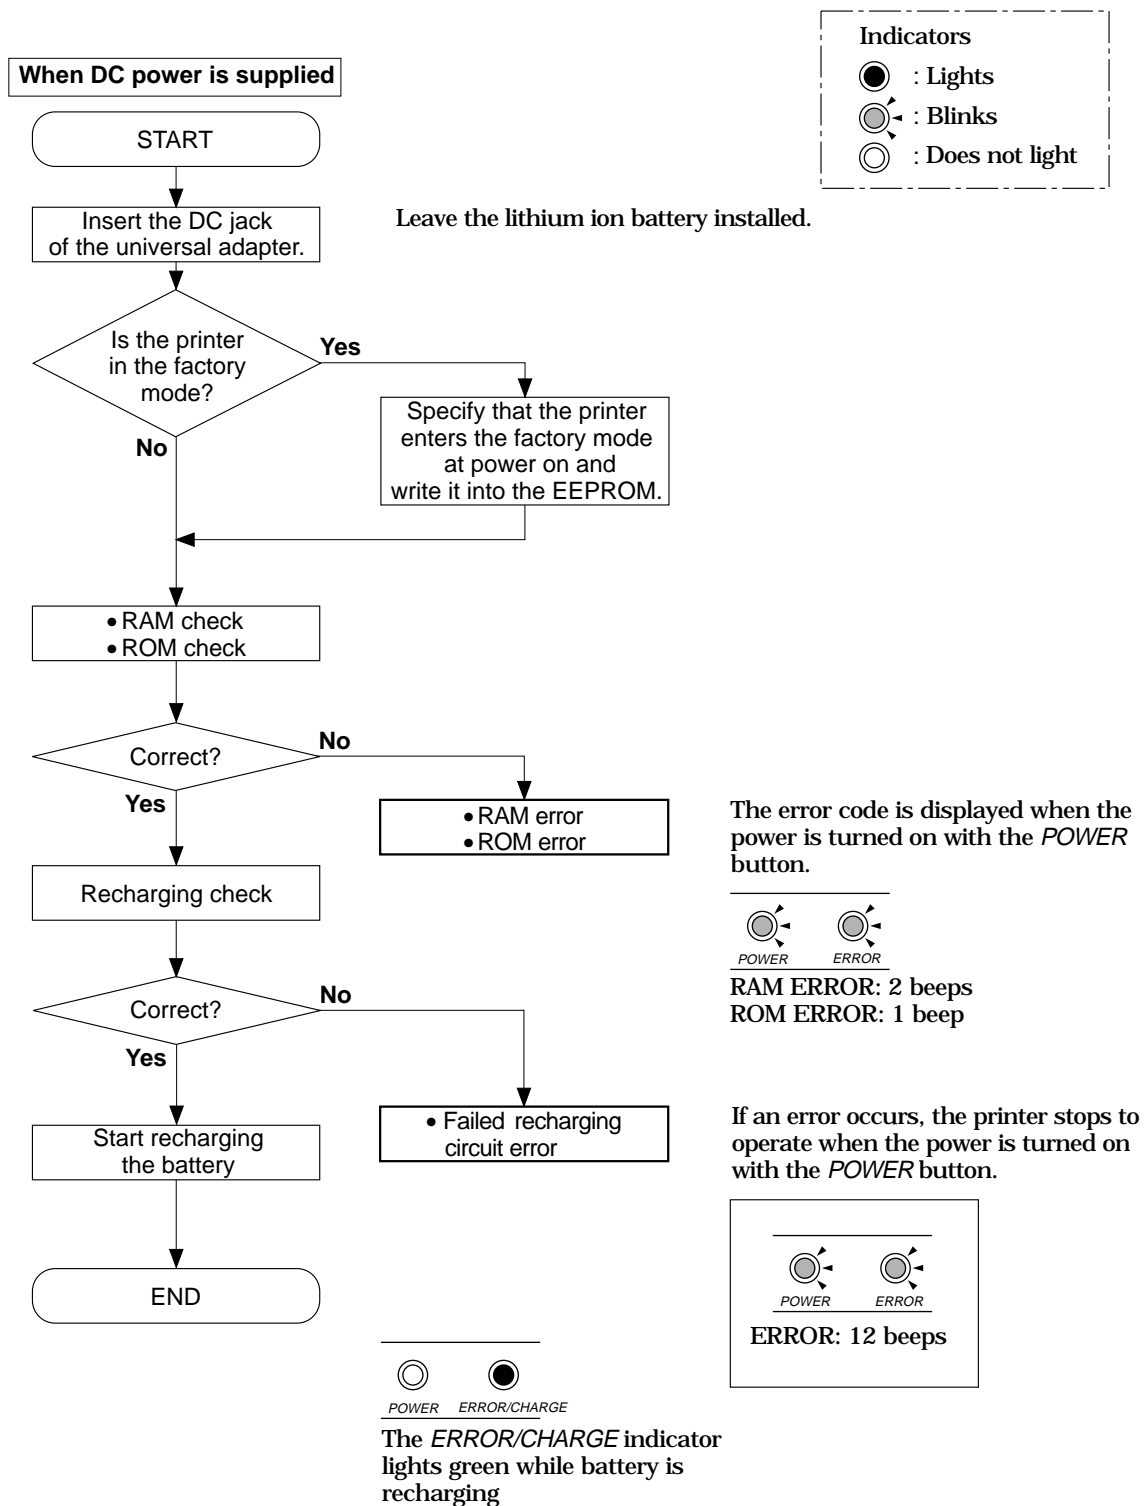 Indicators
: Lights
: Blinks
: Does not light
When DC power is supplied
START
Insert the DC jack
of the universal adapter.
Leave the lithium ion battery installed.
Is the printer
in the factory
mode?
Yes
No
Specify that the printer
enters the factory mode
at power on and
write it into the EEPROM.
• RAM check
• ROM check
Correct?
No
Yes
• RAM error
• ROM error
The error code is displayed when the
power is turned on with the POWER
button.
POWER ERROR
RAM ERROR: 2 beeps
ROM ERROR: 1 beep
Recharging check
Correct?
No
Yes
• Failed recharging
circuit error
If an error occurs, the printer stops to
operate when the power is turned on
with the POWER button.
POWER ERROR
ERROR: 12 beeps
Start recharging
the battery
END
POWER ERROR/CHARGE
The ERROR/CHARGE indicator
lights green while battery is
recharging